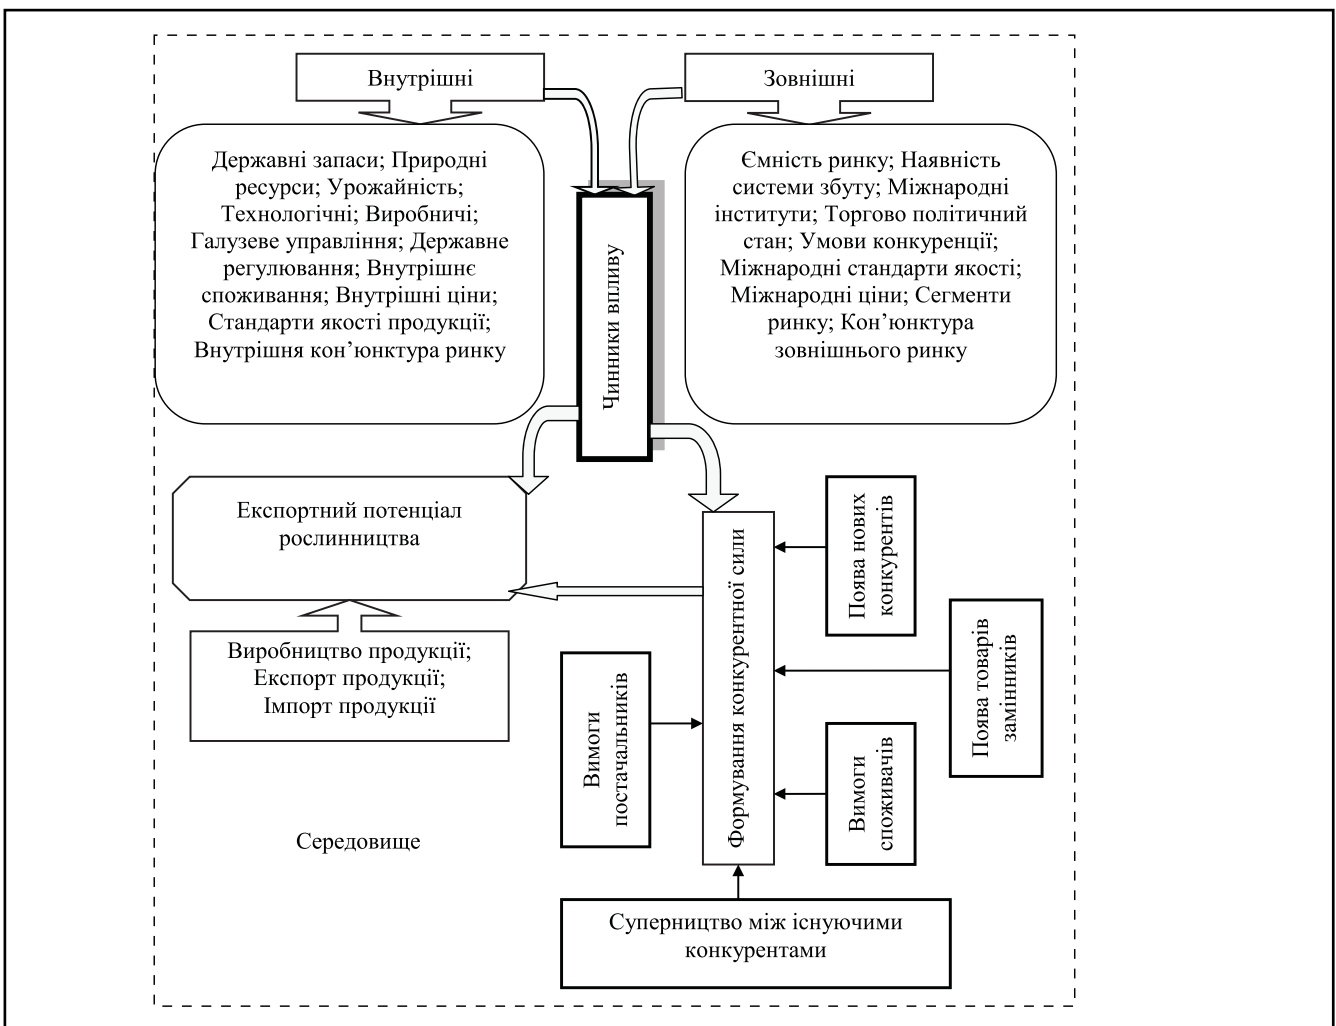 Внутрішні
Зовнішні
Державні запаси; Природні
ресурси; Урожайність;
Технологічні; Виробничі;
Галузеве управління; Державне
регулювання; Внутрішнє
споживання; Внутрішні ціни;
Стандарти якості продукції;
Внутрішня кон’юнктура ринку
Чинники впливу
Ємність ринку; Наявність
системи збуту; Міжнародні
інститути; Торгово політичний
стан; Умови конкуренції;
Міжнародні стандарти якості;
Міжнародні ціни; Сегменти
ринку; Кон’юнктура
зовнішнього ринку
Експортний потенціал
рослинництва
Виробництво продукції;
Експорт продукції;
Імпорт продукції
Середовище
Вимоги
постачальників
Формування конкурентної сили
Поява нових
конкурентів
Поява товарів
замінників
Вимоги
споживачів
Суперництво між існуючими
конкурентами